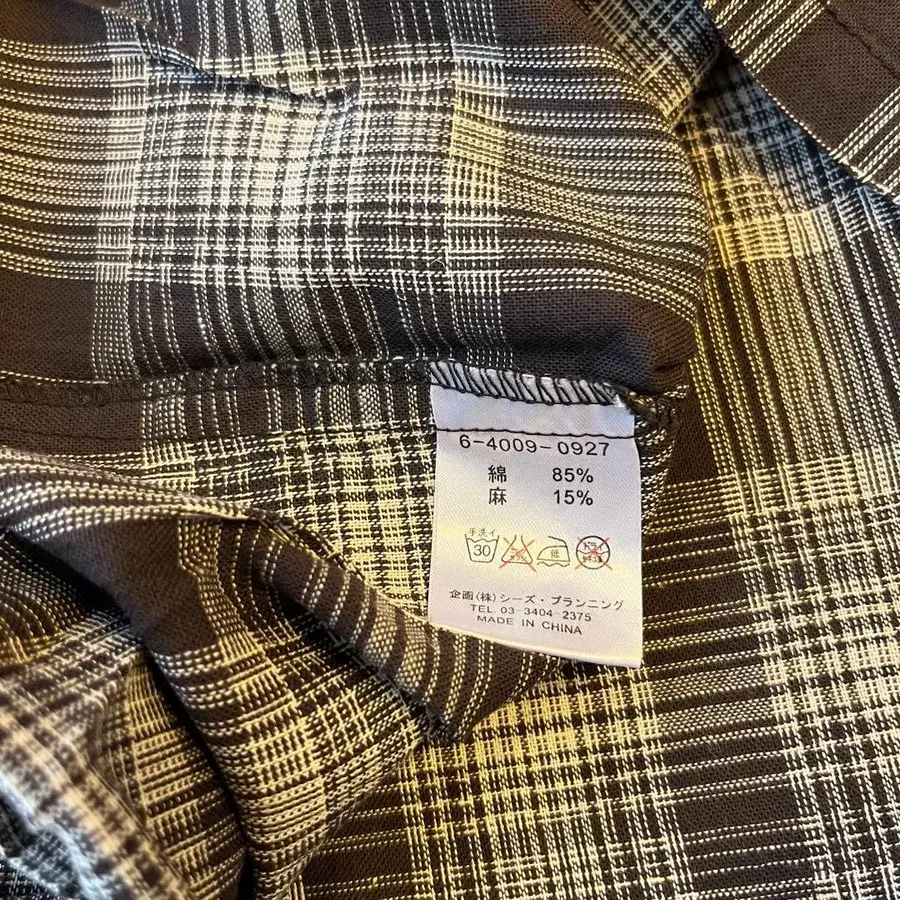 6-4009-0927
綿 85%
麻 15%
手洗イ
30 低
企画(株)シーズ・プランニング
TEL 03-3404-2375
MADE IN CHINA